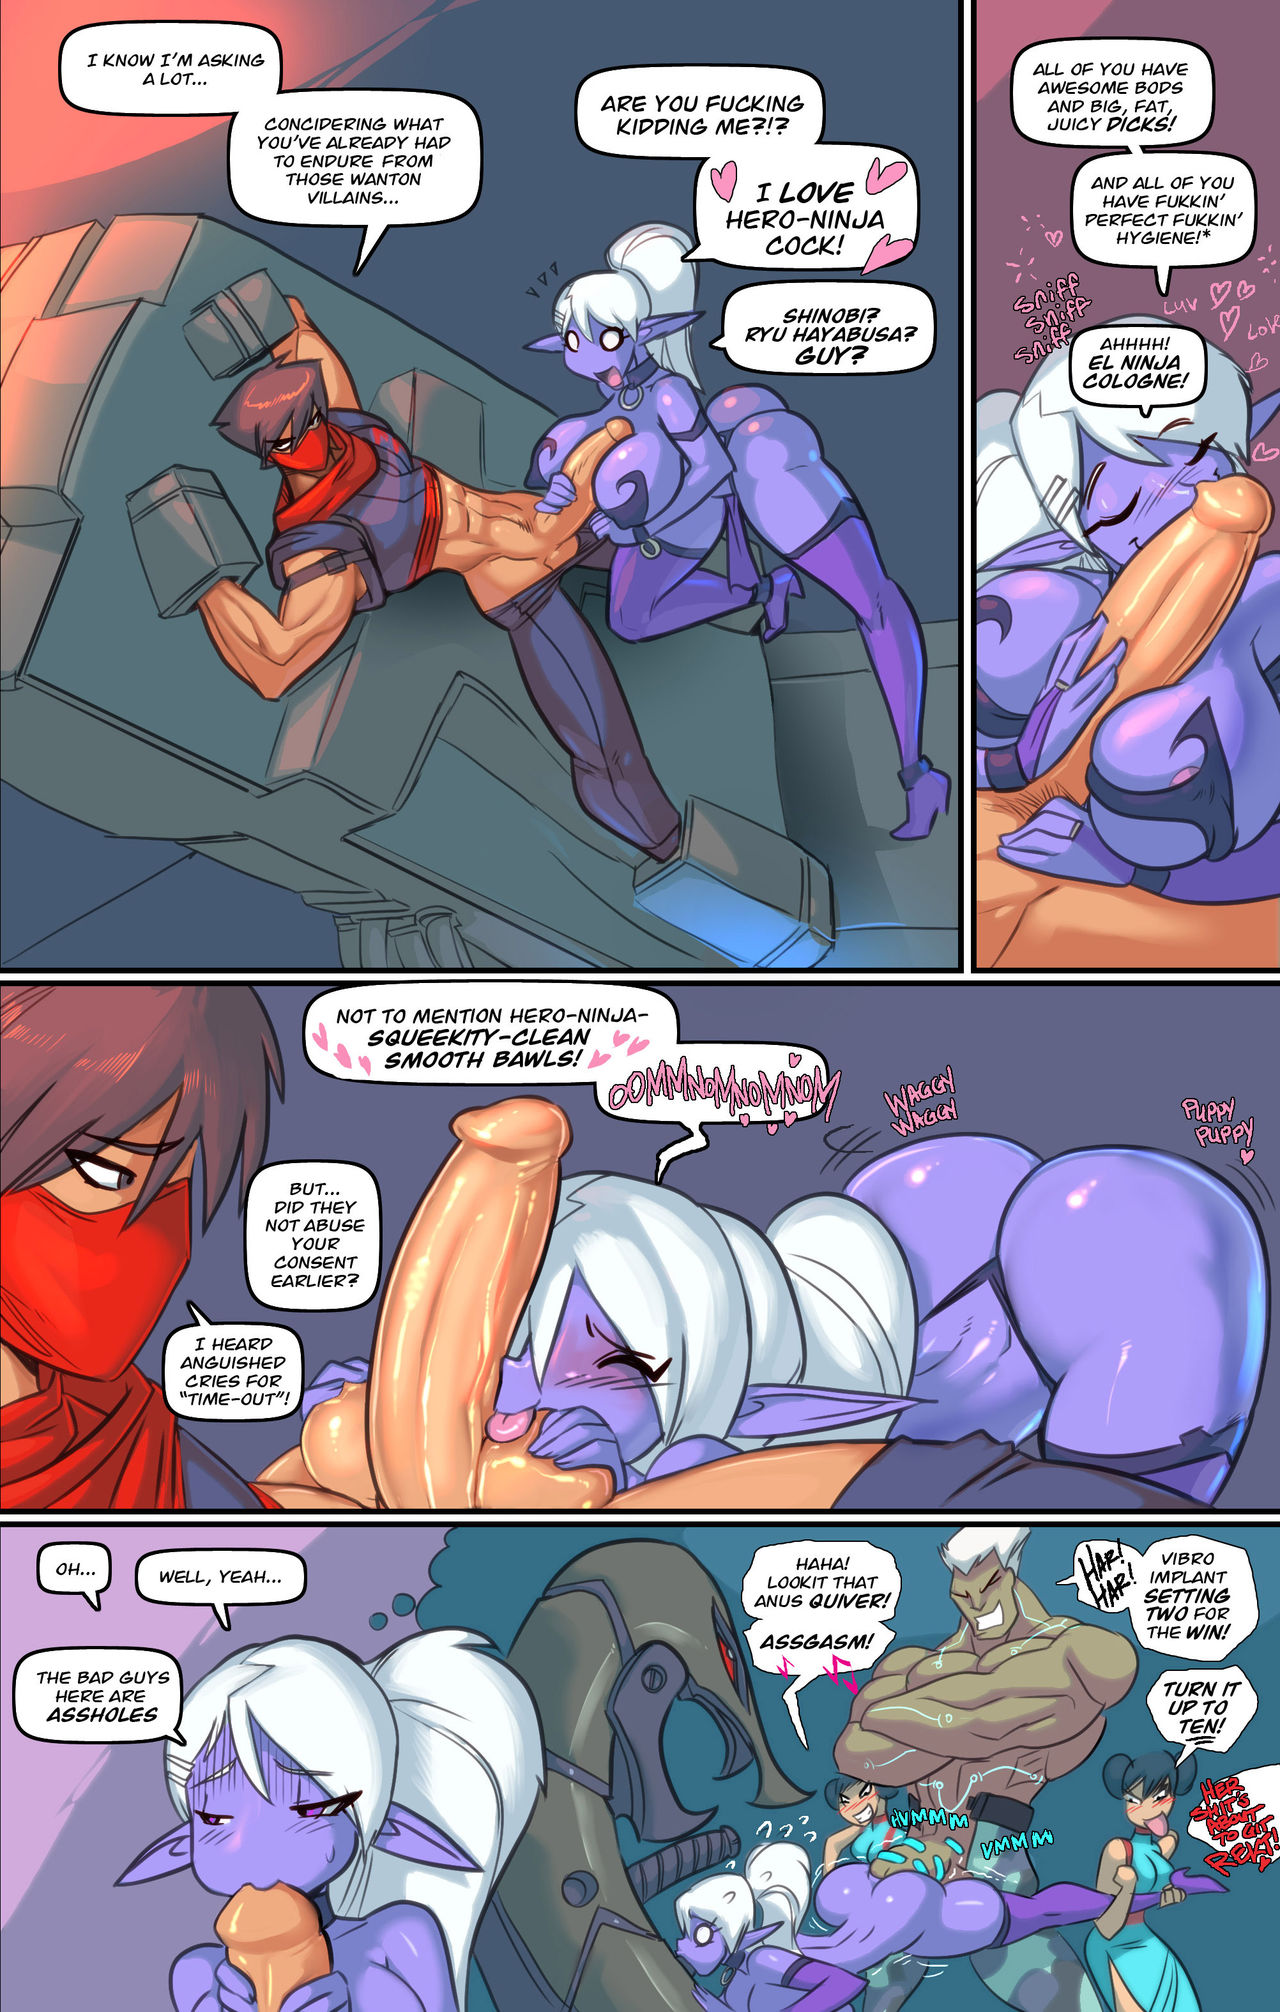 I KNOW I'M ASKING
A LOT...
CONCIDERING WHAT
YOU'VE ALREADY HAD
TO ENDURE FROM
THOSE WANTON
VILLAINS...
ARE YOU FUCKING
KIDDING ME?!?
I LOVE
HERO-NINJA
COCK!
SHINOBI?
RYU HAYABUSA?
GUY?
ALL OF YOU HAVE
AWESOME BODS
AND BIG, FAT,
JUICY DICKS!
AND ALL OF YOU
HAVE FUKKIN'
PERFECT FUKKIN'
HYGIENE!*
Sniff
Sniff
Sniff
LUV
LOVE
AHHHH!
EL NINJA
COLOGNE!
NOT TO MENTION HERO-NINJA-
SQUEEKITY-CLEAN
SMOOTH BAWLS!
OOMMNOMNOMNOM
WAGGY
WAGGY
PUPPY
PUPPY
BUT...
DID THEY
NOT ABUSE
YOUR
CONSENT
EARLIER?
I HEARD
ANGUISHED
CRIES FOR
"TIME-OUT"!
OH...
WELL, YEAH...
THE BAD GUYS
HERE ARE
ASSHOLES
HAHA!
LOOKIT THAT
ANUS QUIVER!
ASSGASM!
HAR!
HAR!
VIBRO
IMPLANT
SETTING
TWO FOR
THE WIN!
TURN IT
UP TO
TEN!
HVMMMM
VMMMM
HER
SHIT'S
ABOUT
TO GIT
REKT!